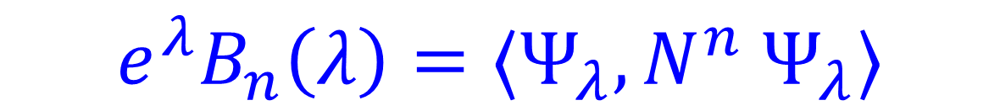 e^λ B_n(λ) = ⟨Ψ_λ, N^n Ψ_λ⟩